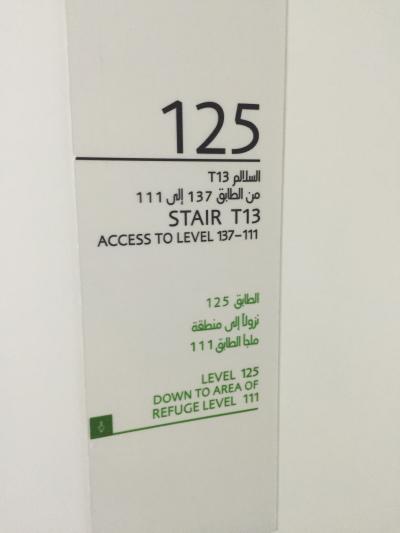 125
السلالم T13
من الطابق 137 إلى 111
STAIR T13
ACCESS TO LEVEL 137-111
الطابق 125
نزولاً إلى منطقة
ملجأ الطابق 111
LEVEL 125
DOWN TO AREA OF
REFUGE LEVEL 111